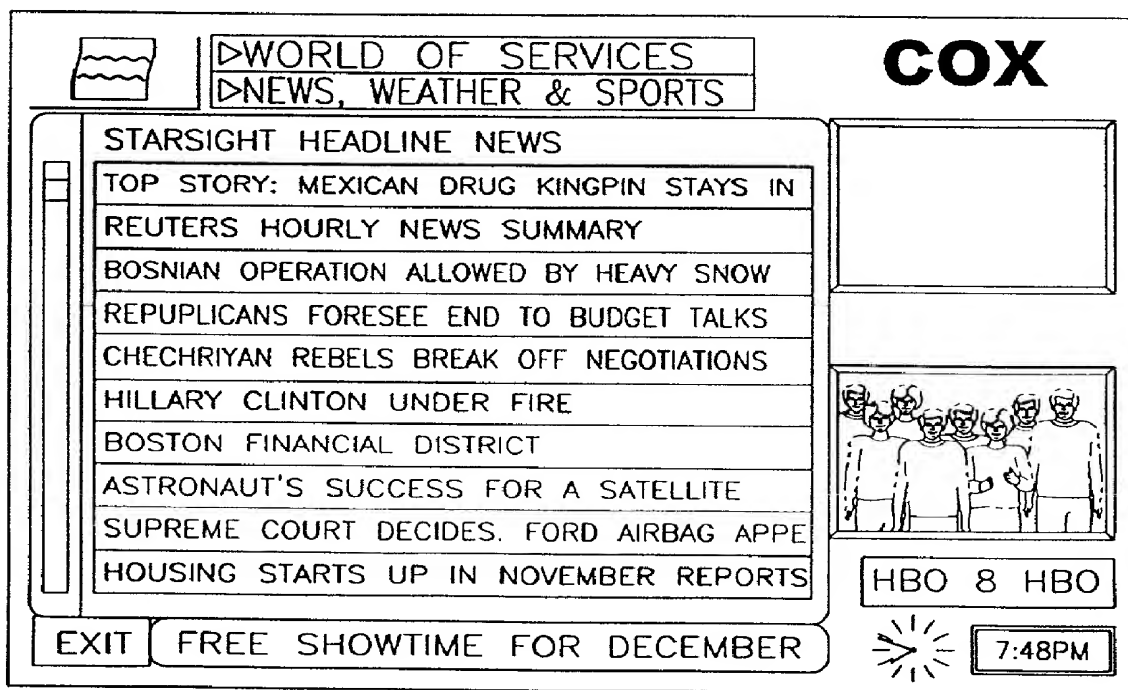 ▷WORLD OF SERVICES
▷NEWS, WEATHER & SPORTS
COX
STARSIGHT HEADLINE NEWS
TOP STORY: MEXICAN DRUG KINGPIN STAYS IN
REUTERS HOURLY NEWS SUMMARY
BOSNIAN OPERATION ALLOWED BY HEAVY SNOW
REPUPLICANS FORESEE END TO BUDGET TALKS
CHECHRIYAN REBELS BREAK OFF NEGOTIATIONS
HILLARY CLINTON UNDER FIRE
BOSTON FINANCIAL DISTRICT
ASTRONAUT'S SUCCESS FOR A SATELLITE
SUPREME COURT DECIDES. FORD AIRBAG APPE
HOUSING STARTS UP IN NOVEMBER REPORTS
HBO 8 HBO
EXIT
FREE SHOWTIME FOR DECEMBER
7:48PM